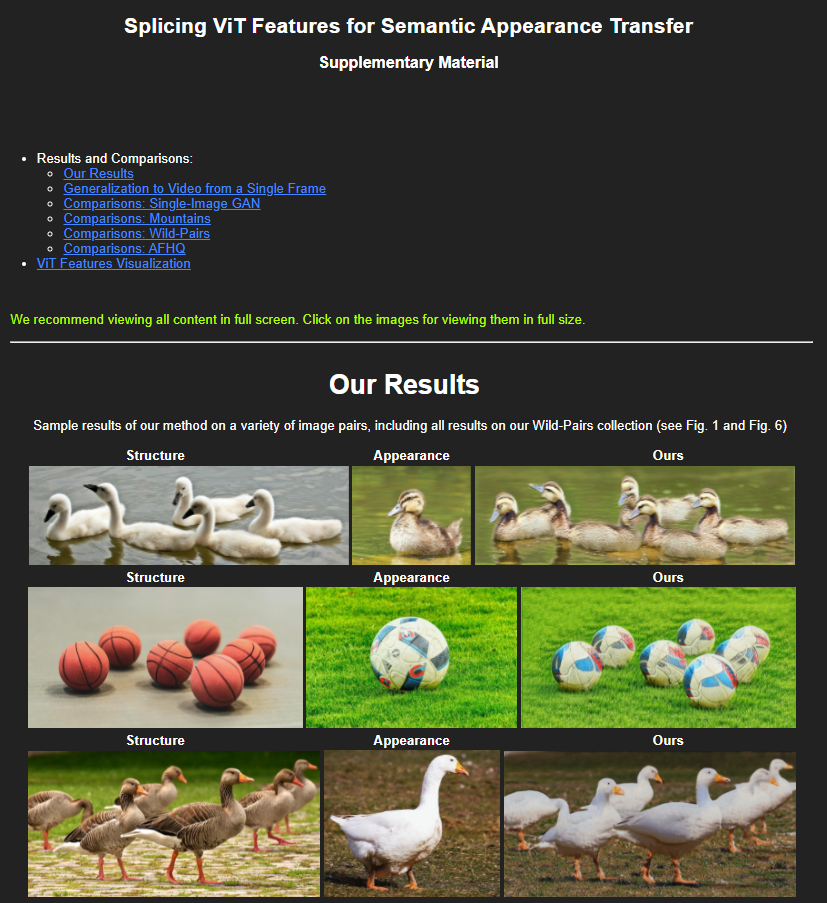 Splicing ViT Features for Semantic Appearance Transfer
Supplementary Material
Results and Comparisons:
Our Results
Generalization to Video from a Single Frame
Comparisons: Single-Image GAN
Comparisons: Mountains
Comparisons: Wild-Pairs
Comparisons: AFHQ
ViT Features Visualization
We recommend viewing all content in full screen. Click on the images for viewing them in full size.
Our Results
Sample results of our method on a variety of image pairs, including all results on our Wild-Pairs collection (see Fig. 1 and Fig. 6)
Structure Appearance Ours
Structure Appearance Ours
Structure Appearance Ours